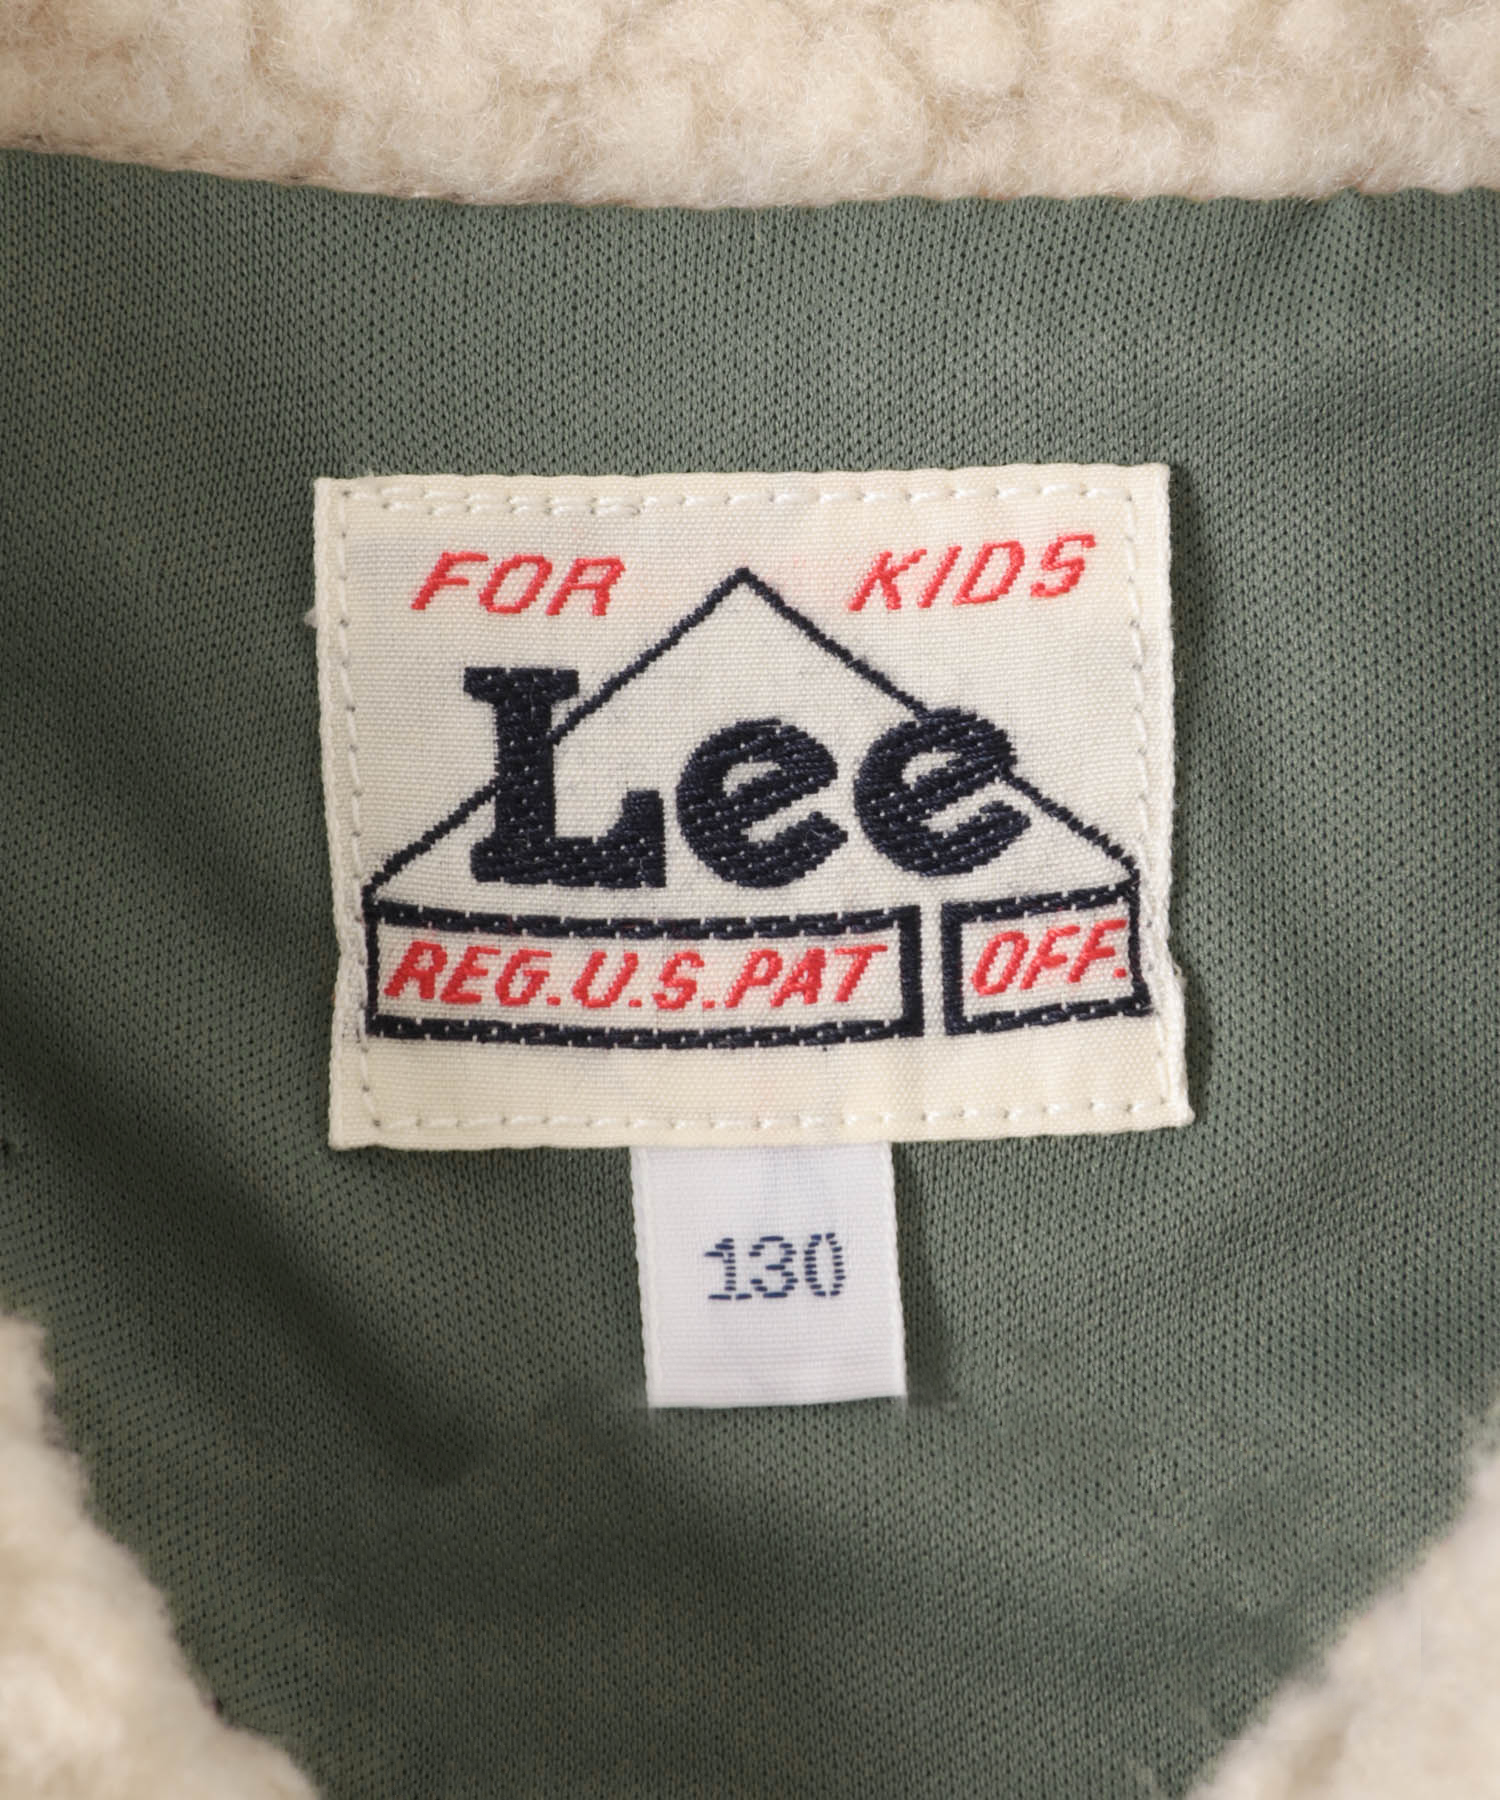 FOR KIDS
Lee
REG.U.S.PAT OFF.
130